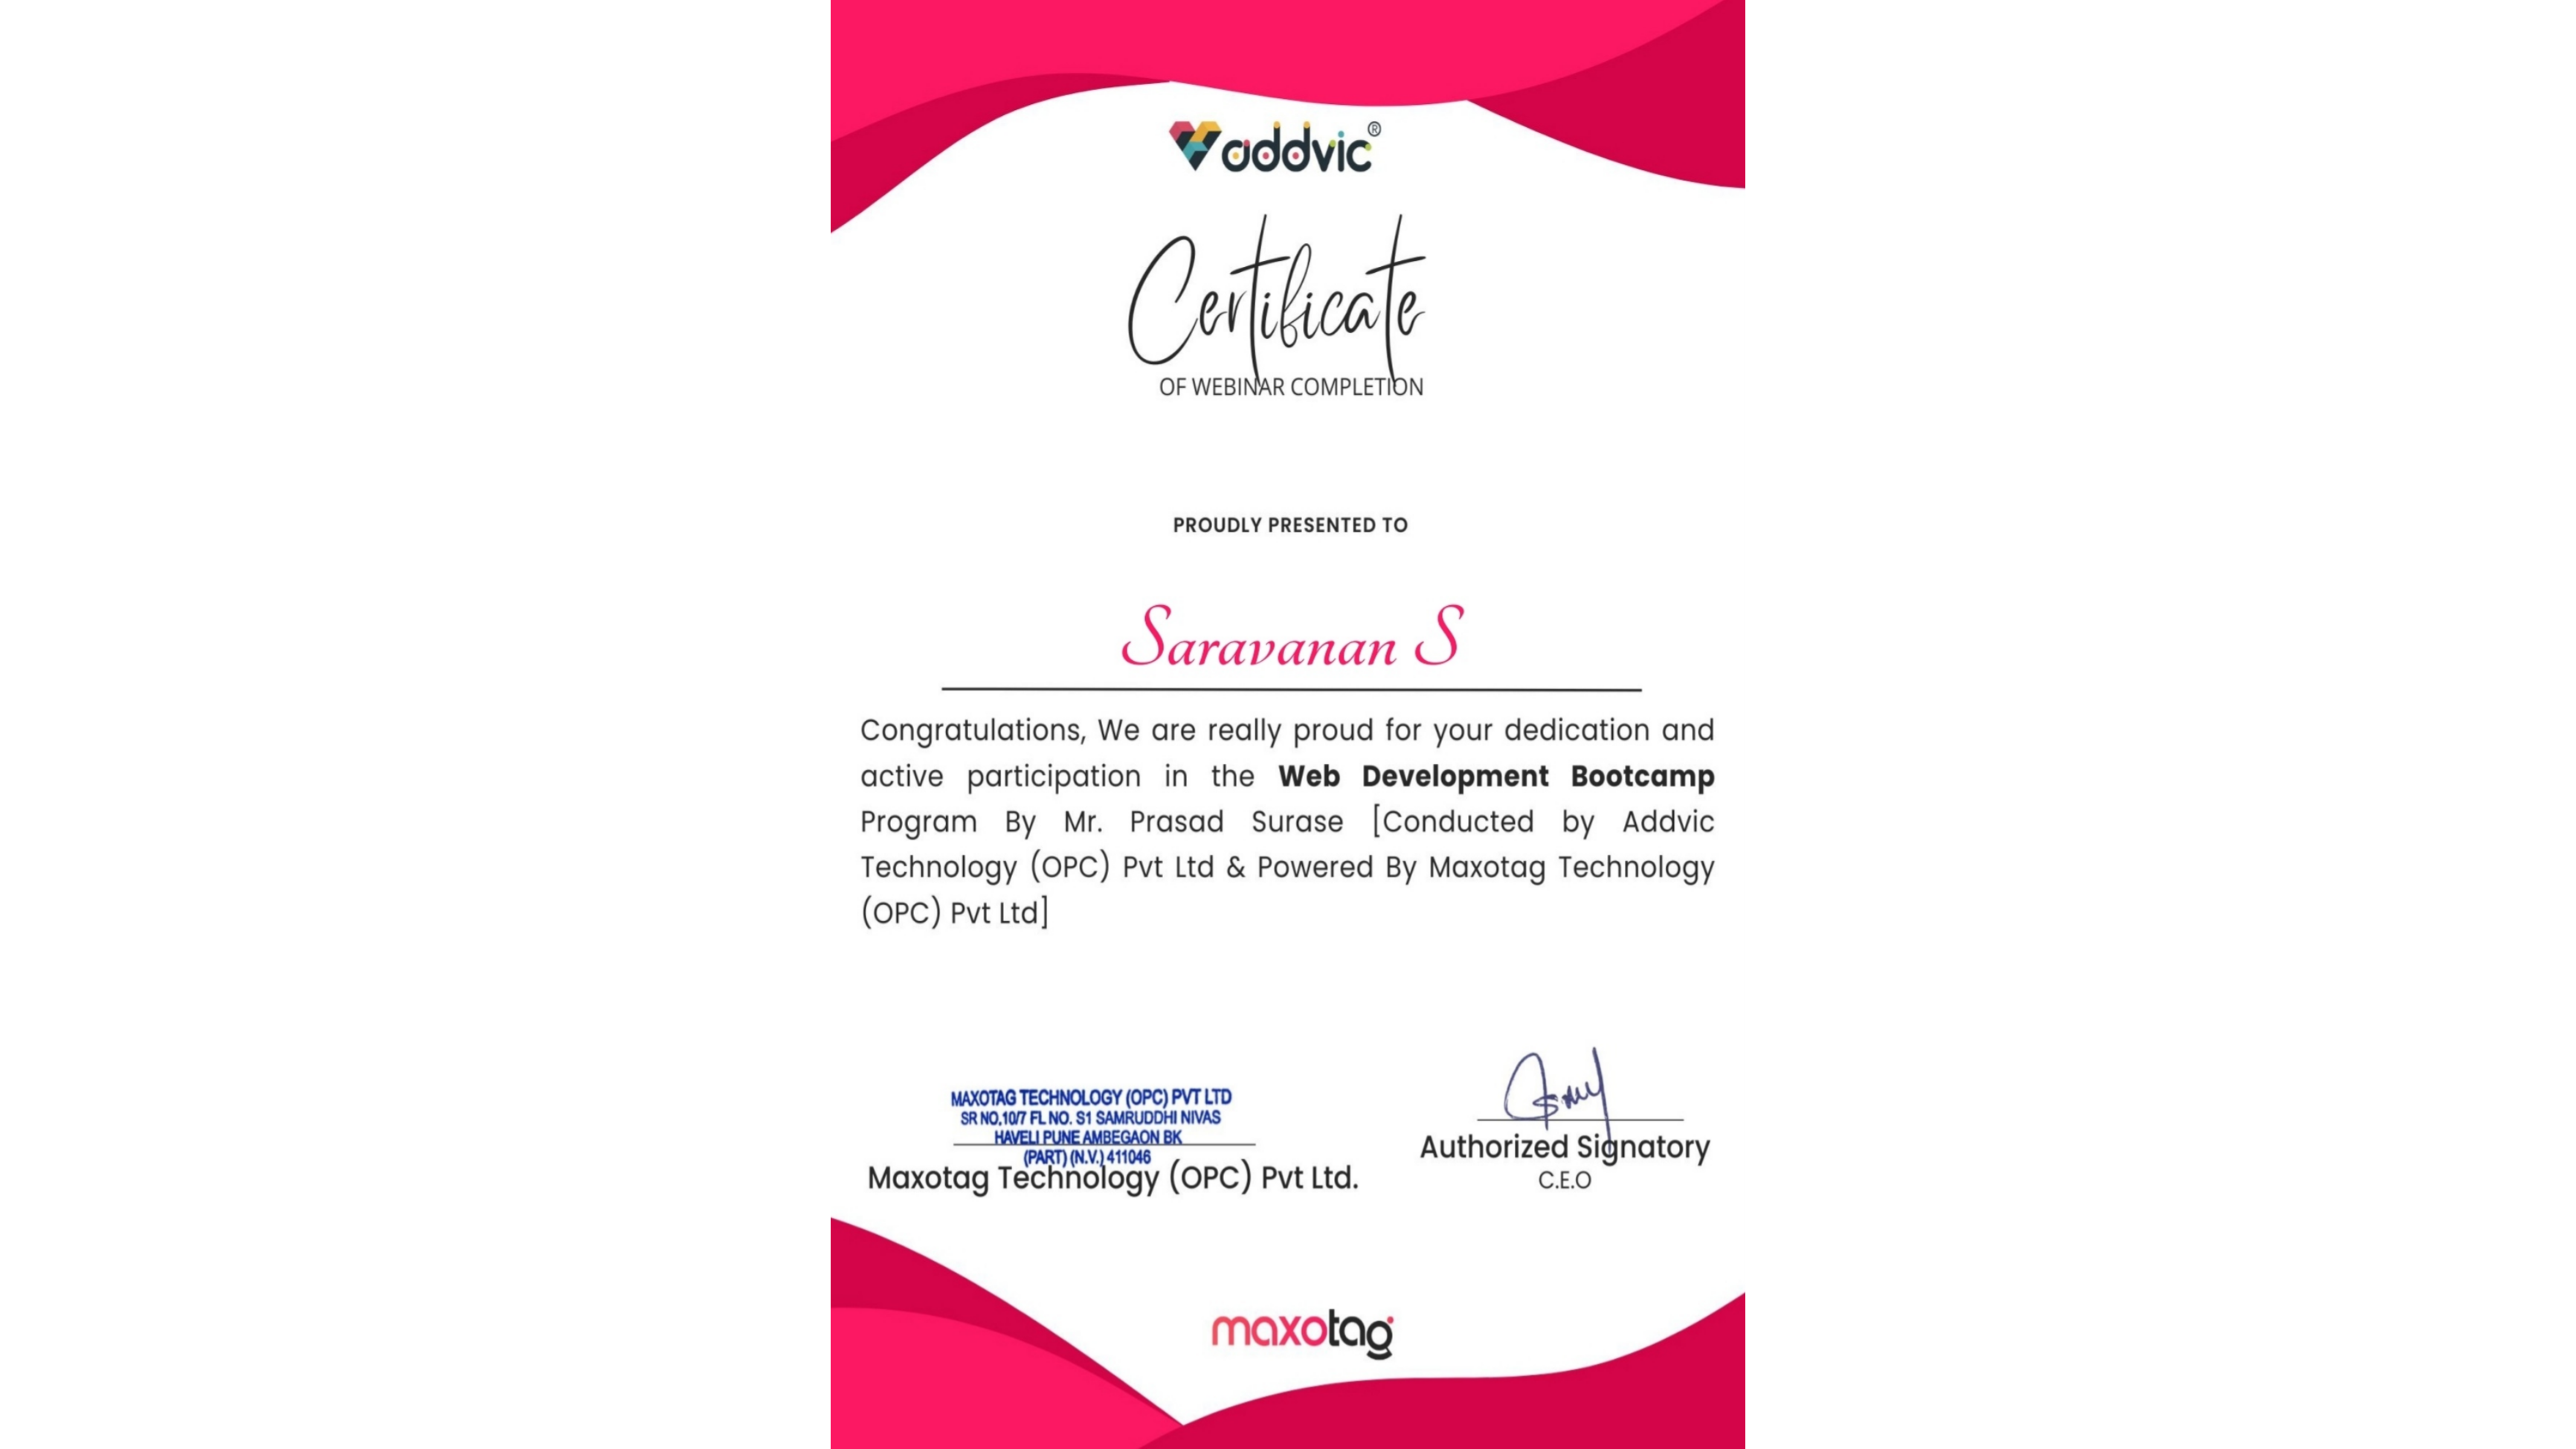 addvic®
Certificate
OF WEBINAR COMPLETION
PROUDLY PRESENTED TO
Saravanan S
Congratulations, We are really proud for your dedication and
active participation in the Web Development Bootcamp
Program By Mr. Prasad Surase [Conducted by Addvic
Technology (OPC) Pvt Ltd & Powered By Maxotag Technology
(OPC) Pvt Ltd]
MAXOTAG TECHNOLOGY (OPC) PVT LTD
SR NO.10/7 FL NO. S1 SAMRUDDHI NIVAS
HAVELI PUNE AMBEGAON BK
(PART) (N.V.) 411046
Maxotag Technology (OPC) Pvt Ltd.
Authorized Signatory
C.E.O
maxotag